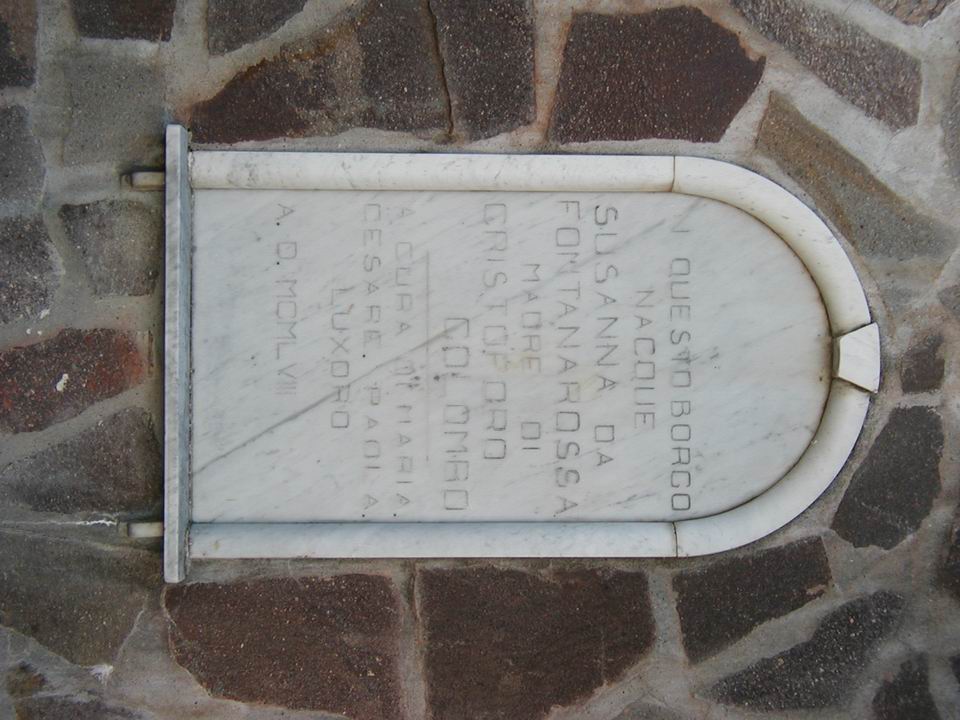 IN QUESTO BORGO
NACQUE
SUSANNA DA
FONTANAROSSA
MADRE DI
CRISTOFORO
COLOMBO
A CURA DI MARIA
CESARE PAOLA
LUXORO
A. D. MCMLVIII